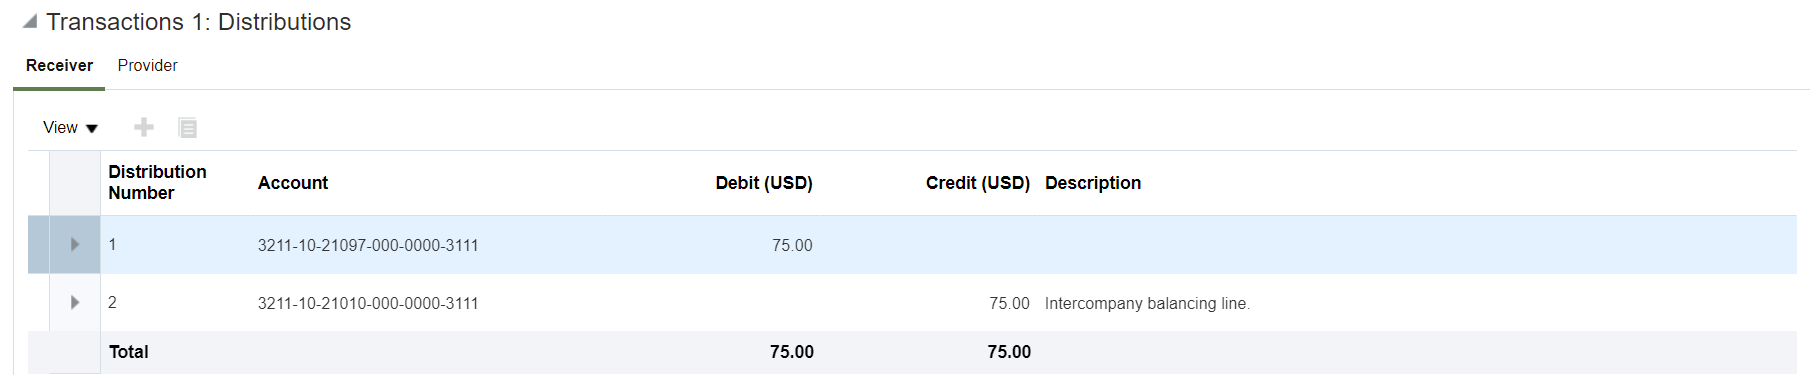 Transactions 1: Distributions
Receiver Provider
View
Distribution Number Account Debit (USD) Credit (USD) Description
1 3211-10-21097-000-0000-3111 75.00
2 3211-10-21010-000-0000-3111 75.00 Intercompany balancing line.
Total 75.00 75.00